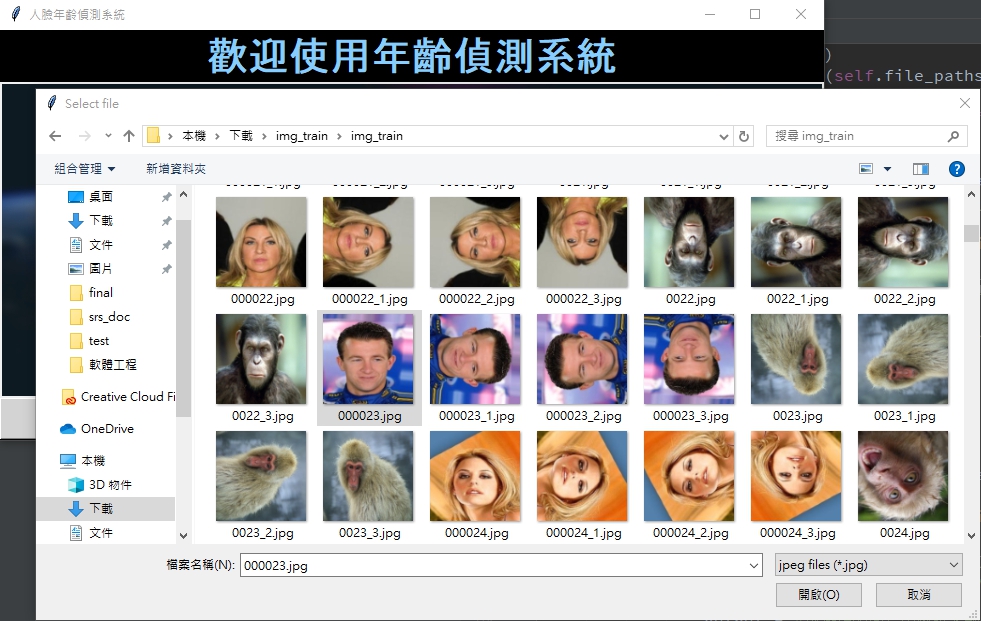 人臉年齡偵測系統
歡迎使用年齡偵測系統
)
(self.file_paths
Select file
本機 › 下載 › img_train › img_train
搜尋 img_train
組合管理
新增資料夾
桌面
下載
文件
圖片
final
srs_doc
test
軟體工程
Creative Cloud Fi
OneDrive
本機
3D 物件
下載
文件
000022.jpg 000022_1.jpg 000022_2.jpg 000022_3.jpg 0022.jpg 0022_1.jpg 0022_2.jpg
0022_3.jpg 000023.jpg 000023_1.jpg 000023_2.jpg 000023_3.jpg 0023.jpg 0023_1.jpg
0023_2.jpg 0023_3.jpg 000024.jpg 000024_1.jpg 000024_2.jpg 000024_3.jpg 0024.jpg
檔案名稱(N): 000023.jpg
jpeg files (*.jpg)
開啟(O) 取消